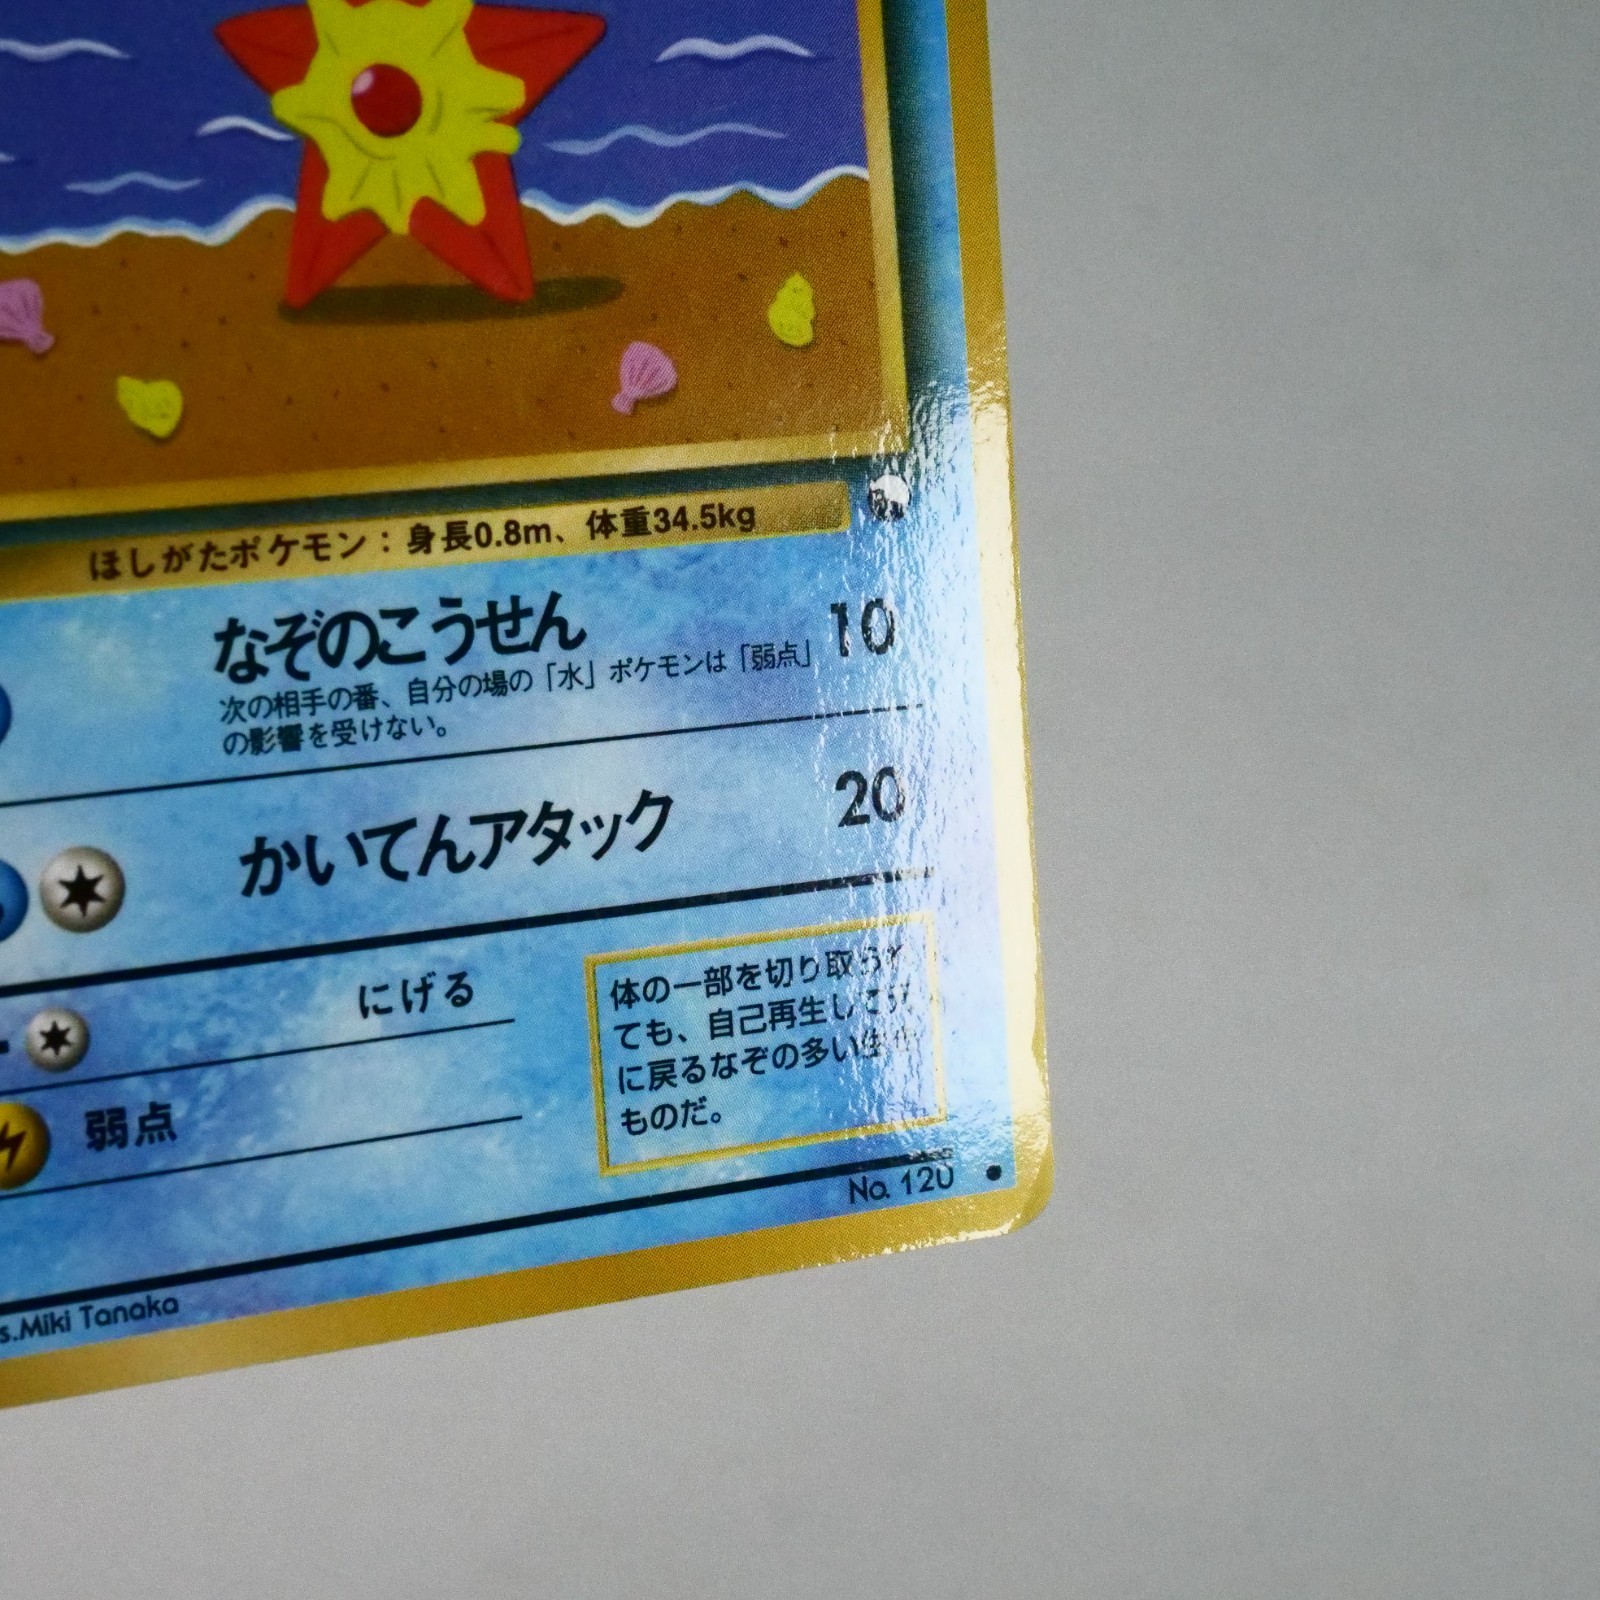 ほしがたポケモン：身長0.8m、体重34.5kg
なぞのこうせん 10
次の相手の番、自分の場の「水」ポケモンは「弱点」
の影響を受けない。
かいてんアタック 20
にげる
弱点
体の一部を切り取られ
ても、自己再生して元
に戻るなぞの多い
ものだ。
No. 120 ●
s.Miki Tanaka